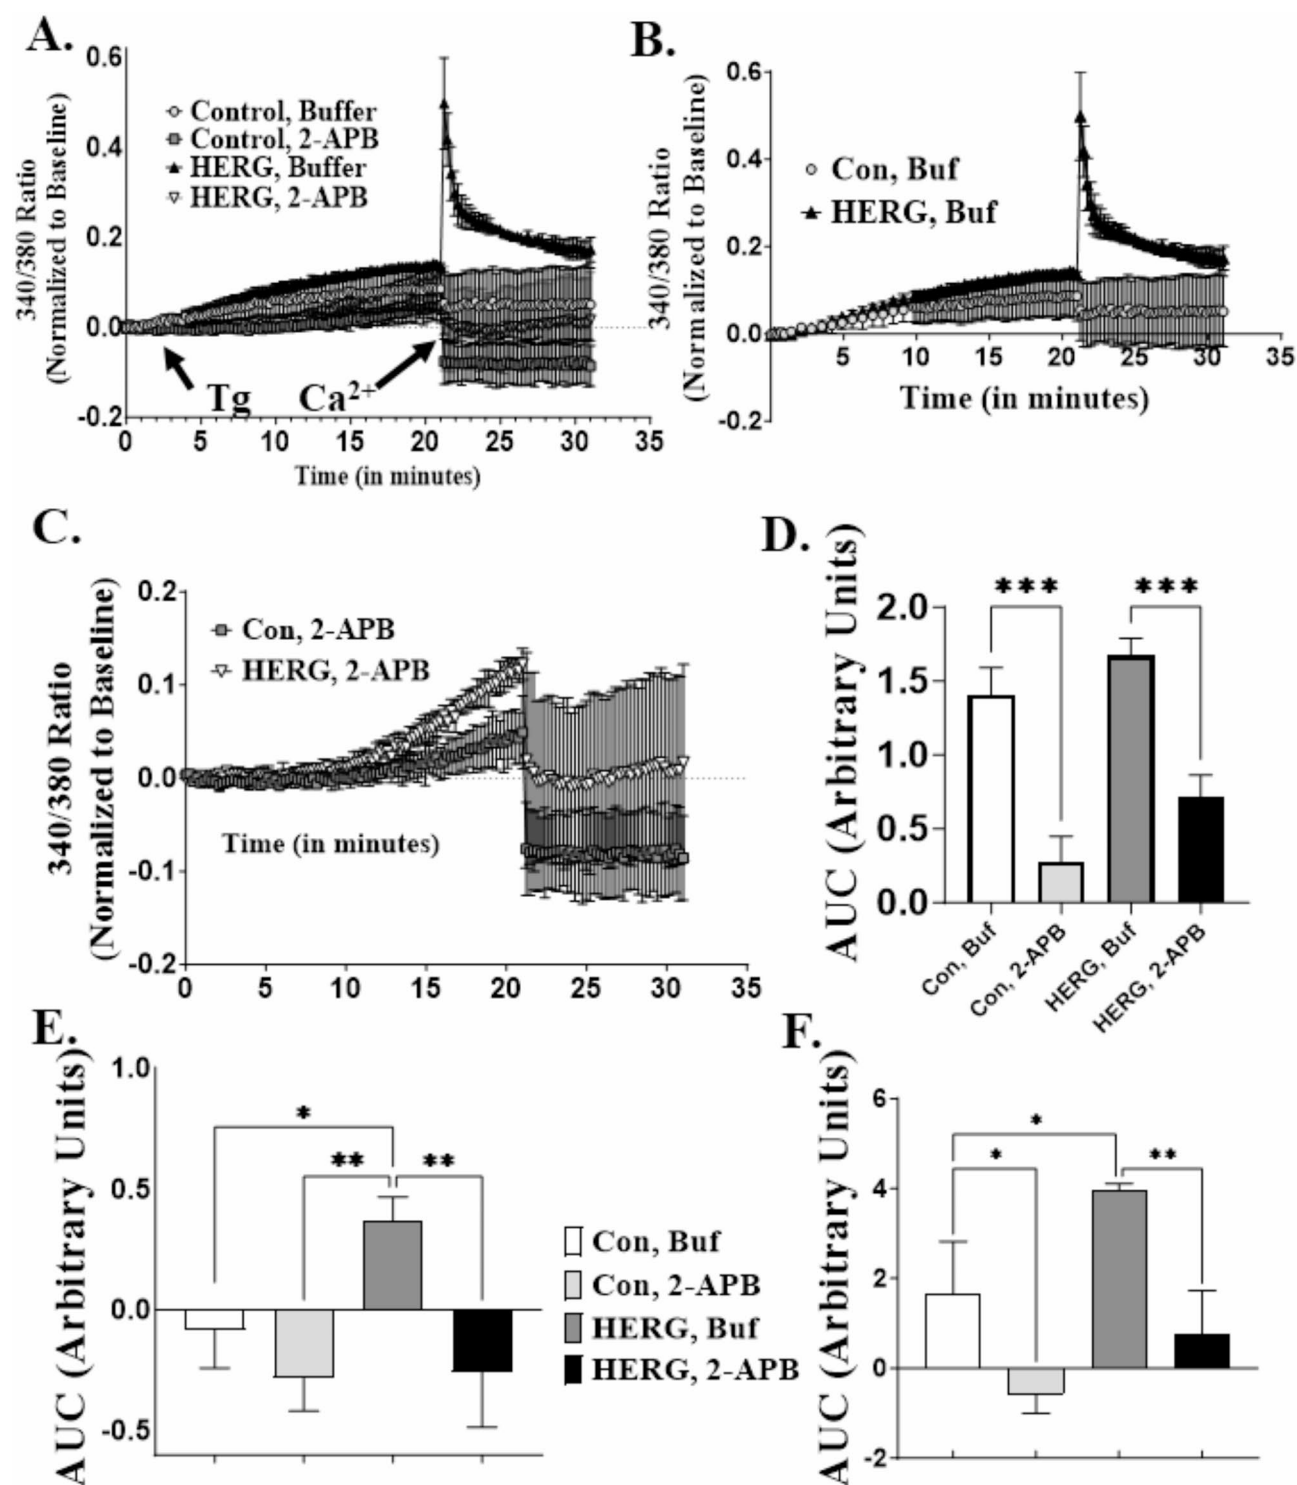 A.
0.6
0.4
0.2
0.0
-0.2
340/380 Ratio
(Normalized to Baseline)
Control, Buffer
Control, 2-APB
HERG, Buffer
HERG, 2-APB
Tg
Ca²⁺
0 5 10 15 20 25 30 35
Time (in minutes)
B.
0.6
0.4
0.2
0.0
-0.2
340/380 Ratio
(Normalized to Baseline)
Con, Buf
HERG, Buf
5 10 15 20 25 30 35
Time (in minutes)
C.
0.2
0.1
0.0
-0.1
-0.2
340/380 Ratio
(Normalized to Baseline)
Con, 2-APB
HERG, 2-APB
Time (in minutes)
0 5 10 15 20 25 30 35
D.
AUC (Arbitrary Units)
2.0
1.5
1.0
0.5
0.0
*** ***
Con, Buf
Con, 2-APB
HERG, Buf
HERG, 2-APB
E.
AUC (Arbitrary Units)
1.0
0.5
0.0
-0.5
*
** **
Con, Buf
Con, 2-APB
HERG, Buf
HERG, 2-APB
F.
AUC (Arbitrary Units)
6
4
2
0
-2
*
* **